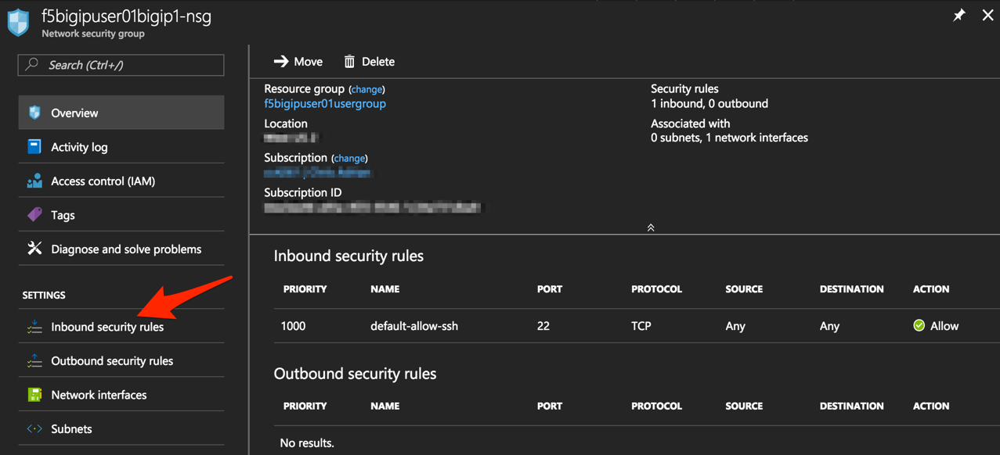 f5bigipuser01bigip1-nsg
Network security group
Search (Ctrl+/)
Overview
Activity log
Access control (IAM)
Tags
Diagnose and solve problems
SETTINGS
Inbound security rules
Outbound security rules
Network interfaces
Subnets
Move Delete
Resource group (change)
f5bigipuser01usergroup
Location
Subscription (change)
Subscription ID
Security rules
1 inbound, 0 outbound
Associated with
0 subnets, 1 network interfaces
Inbound security rules
PRIORITY NAME PORT PROTOCOL SOURCE DESTINATION ACTION
1000 default-allow-ssh 22 TCP Any Any Allow
Outbound security rules
PRIORITY NAME PORT PROTOCOL SOURCE DESTINATION ACTION
No results.